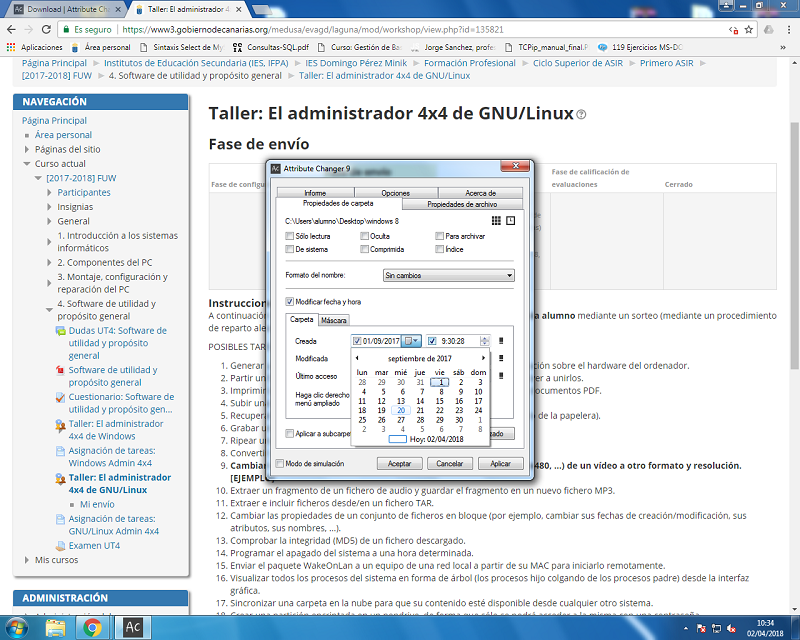 Download | Attribute Chan
Taller: El administrador 4x
Es seguro
https://www3.gobiernodecanarias.org/medusa/evagd/laguna/mod/workshop/view.php?id=135821
Aplicaciones
Área personal
Sintaxis Select de My
Consultas-SQL.pdf
Curso: Gestión de Ba
Jorge Sanchez, profe
TCPip_manual_final.P
119 Ejercicios MS-DO
Página Principal
Institutos de Educación Secundaria (IES, IFPA)
IES Domingo Pérez Minik
Formación Profesional
Ciclo Superior de ASIR
Primero ASIR
[2017-2018] FUW
4. Software de utilidad y propósito general
Taller: El administrador 4x4 de GNU/Linux
NAVEGACIÓN
Página Principal
Área personal
Páginas del sitio
Curso actual
[2017-2018] FUW
Participantes
Insignias
General
1. Introducción a los sistemas
informáticos
2. Componentes del PC
3. Montaje, configuración y
reparación del PC
4. Software de utilidad y
propósito general
Dudas UT4: Software de
utilidad y propósito
general
Software de utilidad y
propósito general
Cuestionario: Software de
utilidad y propósito gen...
Taller: El administrador
4x4 de Windows
Asignación de tareas:
Windows Admin 4x4
Taller: El administrador
4x4 de GNU/Linux
Mi envío
Asignación de tareas:
GNU/Linux Admin 4x4
Examen UT4
Mis cursos
ADMINISTRACIÓN
Taller: El administrador 4x4 de GNU/Linux
Fase de envío
Fase de configu
Fase de calificación de
evaluaciones
Cerrado
Attribute Changer 9
Informe
Opciones
Acerca de
Propiedades de carpeta
Propiedades de archivo
C:\Users\alumno\Desktop\windows 8
Sólo lectura
Oculta
Para archivar
De sistema
Comprimida
Índice
Formato del nombre:
Sin cambios
Modificar fecha y hora
Carpeta
Máscara
Creada
01/09/2017
9:30:28
Modificada
Último acceso
Haga clic derecho
menú ampliado
septiembre de 2017
lun mar mié jue vie sáb dom
28 29 30 31 1 2 3
4 5 6 7 8 9 10
11 12 13 14 15 16 17
18 19 20 21 22 23 24
25 26 27 28 29 30 1
2 3 4 5 6 7 8
Hoy: 02/04/2018
Aplicar a subcarpe
zado
Modo de simulación
Aceptar
Cancelar
Aplicar
Instruccion
A continuación
a alumno mediante un sorteo (mediante un procedimiento
de reparto ale
POSIBLES TAR
1. Generar
ción sobre el hardware del ordenador.
2. Partir un
er a unirlos.
3. Imprimir
ocumentos PDF.
4. Subir un
5. Recupera
de la papelera).
6. Grabar u
7. Ripear u
8. Converti
9. Cambiar
480, ...) de un vídeo a otro formato y resolución.
[EJEMPLO
10. Extraer un fragmento de un fichero de audio y guardar el fragmento en un nuevo fichero MP3.
11. Extraer e incluir ficheros desde/en un fichero TAR.
12. Cambiar las propiedades de un conjunto de ficheros en bloque (por ejemplo, cambiar sus fechas de creación/modificación, sus
atributos, sus nombres, ...).
13. Comprobar la integridad (MD5) de un fichero descargado.
14. Programar el apagado del sistema a una hora determinada.
15. Enviar el paquete WakeOnLan a un equipo de una red local a partir de su MAC para iniciarlo remotamente.
16. Visualizar todos los procesos del sistema en forma de árbol (los procesos hijo colgando de los procesos padre) desde la interfaz
gráfica.
17. Sincronizar una carpeta en la nube para que su contenido esté disponible desde cualquier otro sistema.
Ac
10:34
02/04/2018